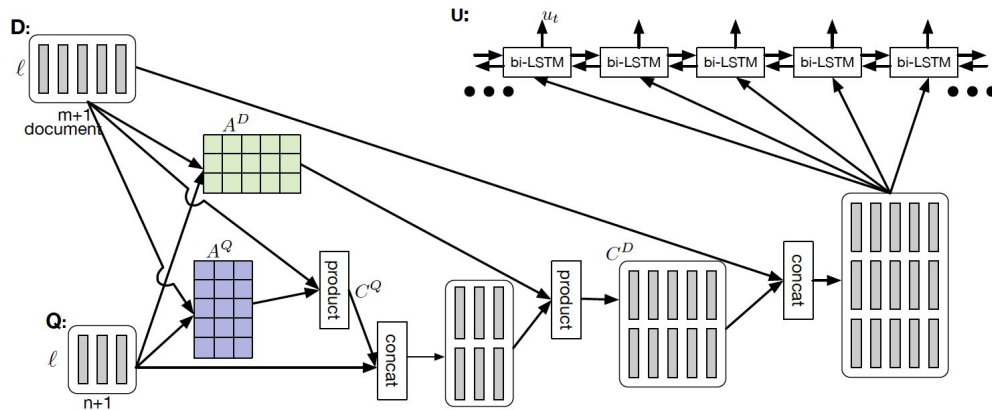 U:
u_t
D:
bi-LSTM bi-LSTM bi-LSTM bi-LSTM bi-LSTM
ℓ
m+1
document
A^D
A^Q
product
C^Q
product
C^D
concat
Q:
ℓ
concat
n+1